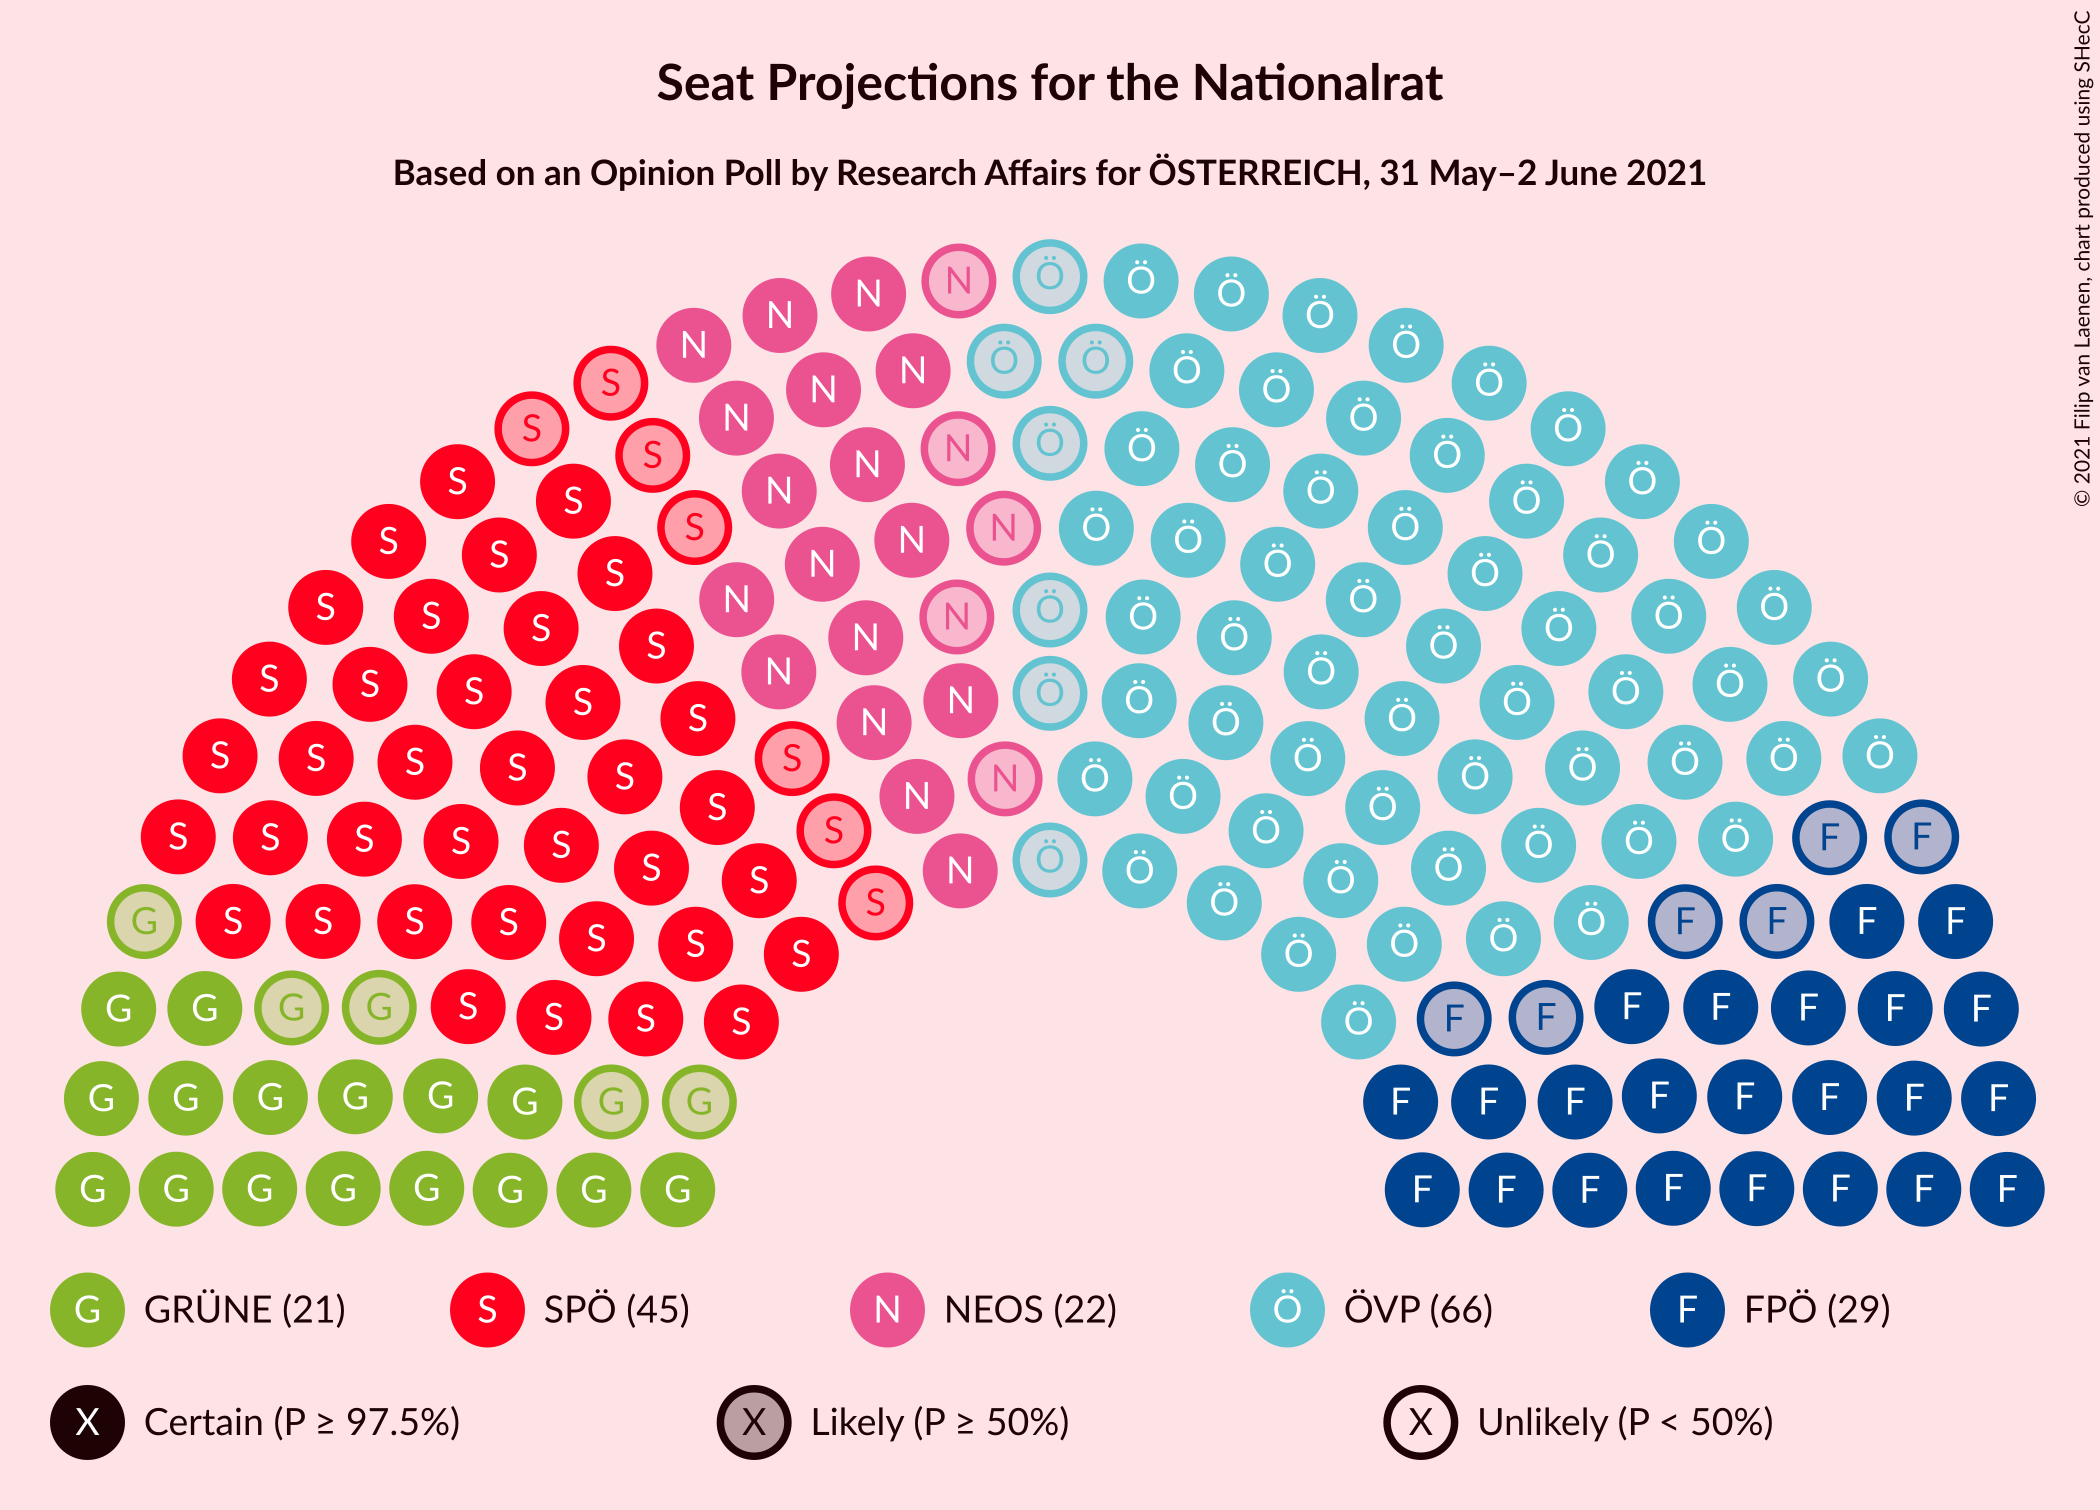 Seat Projections for the Nationalrat
Based on an Opinion Poll by Research Affairs for ÖSTERREICH, 31 May–2 June 2021
© 2021 Filip van Laenen, chart produced using SHecC
N Ö Ö
N N Ö Ö
N Ö
S N Ö Ö
N Ö Ö Ö
S N Ö Ö
N Ö
S N N Ö Ö Ö Ö
S N Ö Ö
S S N N Ö Ö Ö Ö
S S N N Ö Ö Ö Ö Ö Ö
S S N Ö Ö Ö Ö
S N Ö Ö
S S N N Ö Ö Ö Ö Ö Ö
S S N Ö Ö Ö Ö
S N Ö Ö
S S N N Ö Ö Ö Ö Ö
S S S N Ö Ö Ö Ö
S S N Ö Ö Ö Ö
S S S S S Ö Ö Ö Ö Ö
S S N N Ö Ö Ö Ö
S S Ö Ö
S S S S S S Ö Ö Ö F F
S S N Ö Ö Ö Ö
G S S S S S Ö Ö Ö F F F F
S S S Ö Ö Ö
G G G G S S S S Ö F F F F F F F
G G G G G G G G F F F F F F F F
G G G G G G G G F F F F F F F F
G GRÜNE (21) S SPÖ (45) N NEOS (22) Ö ÖVP (66) F FPÖ (29)
X Certain (P ≥ 97.5%) X Likely (P ≥ 50%) X Unlikely (P < 50%)